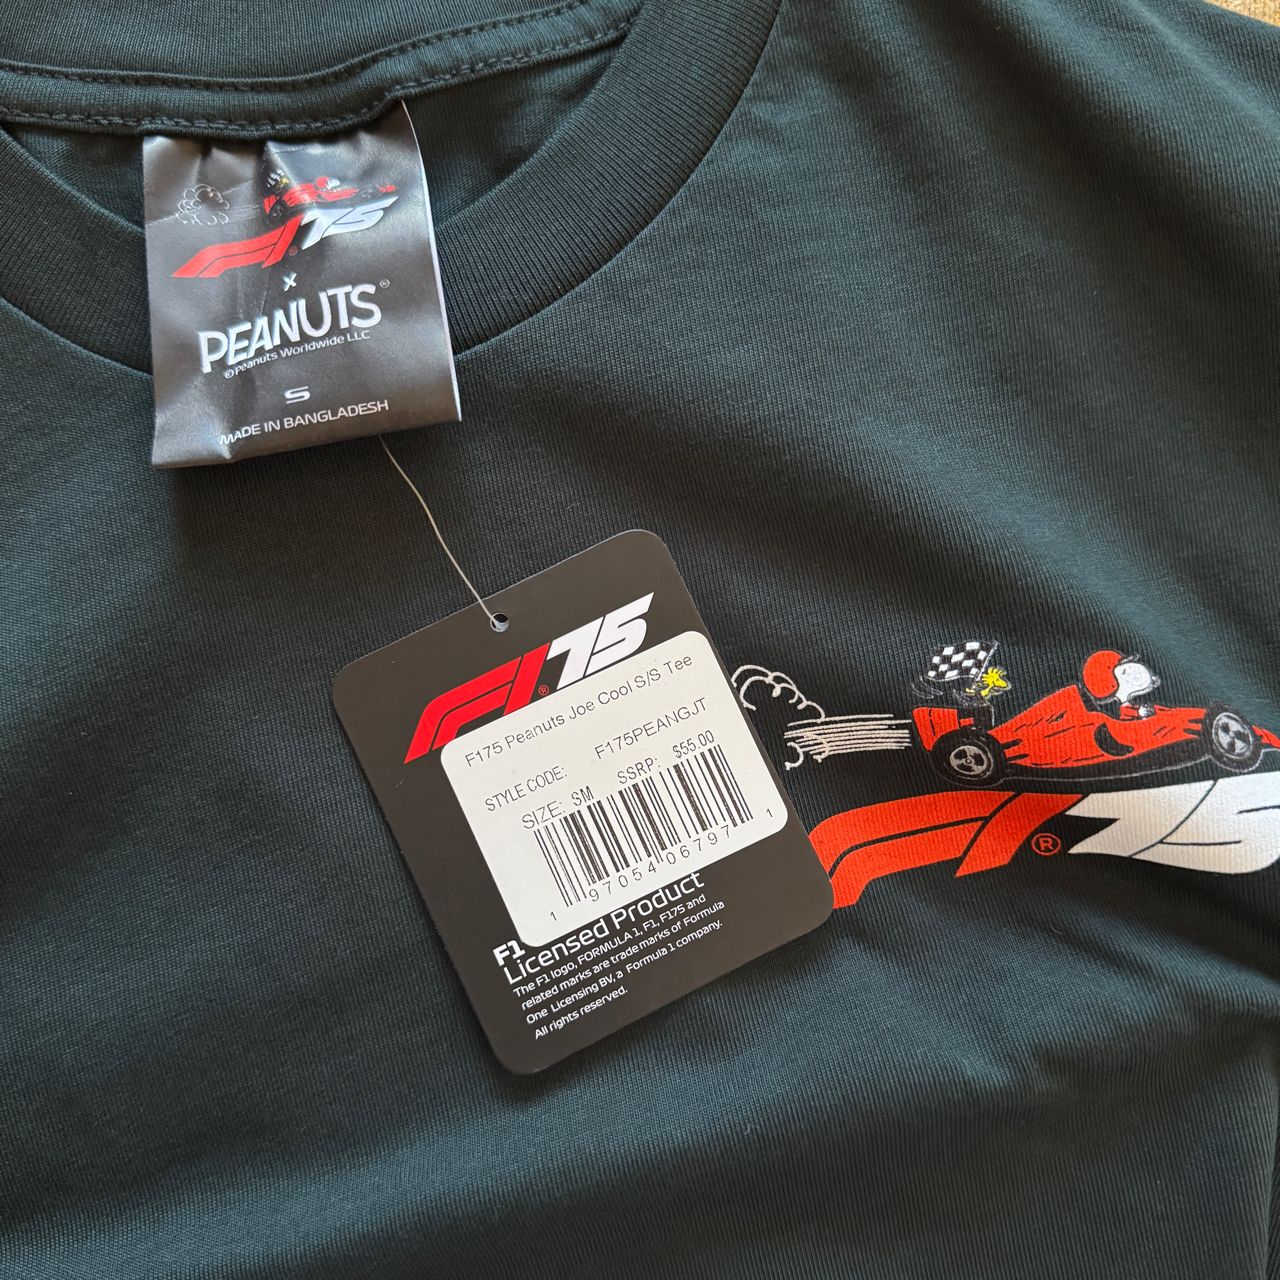 F1 75
x
PEANUTS®
©Peanuts Worldwide LLC
S
MADE IN BANGLADESH
F1 75®
F175 Peanuts Joe Cool S/S Tee
STYLE CODE: F175PEANGJT
SIZE: SM SSRP: $55.00
1 97054 06797 1
F1
Licensed Product
The F1 logo, FORMULA 1, F1, F175 and
related marks are trade marks of Formula
One Licensing BV, a Formula 1 company.
All rights reserved.
F1 75®